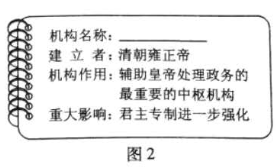 机构名称：
建 立 者：清朝雍正帝
机构作用：辅助皇帝处理政务的
最重要的中枢机构
重大影响：君主专制进一步强化
图2